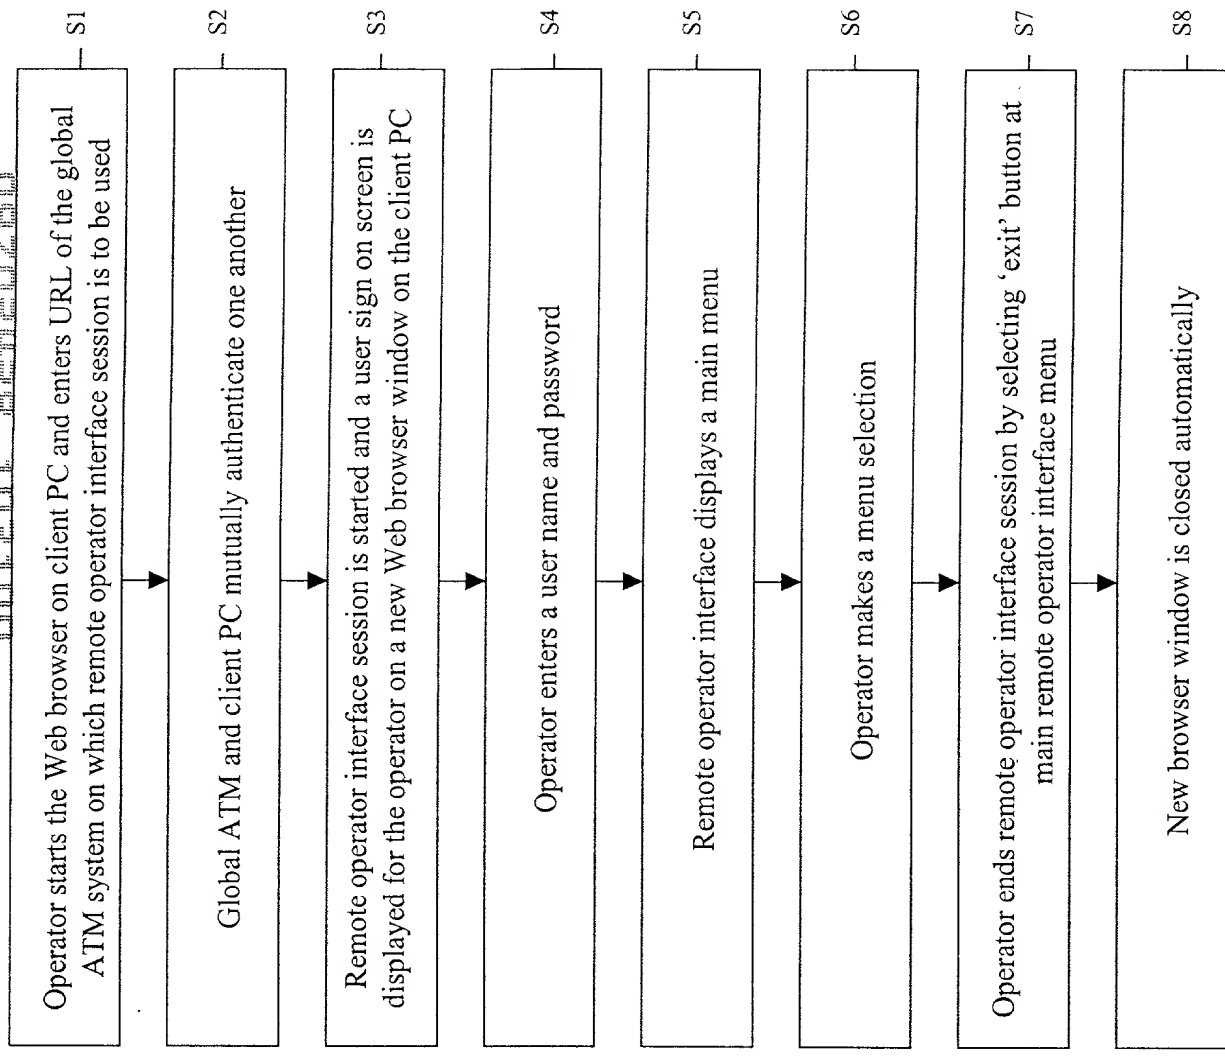 Operator starts the Web browser on client PC and enters URL of the global
ATM system on which remote operator interface session is to be used
S1
Global ATM and client PC mutually authenticate one another
S2
Remote operator interface session is started and a user sign on screen is
displayed for the operator on a new Web browser window on the client PC
S3
Operator enters a user name and password
S4
Remote operator interface displays a main menu
S5
Operator makes a menu selection
S6
Operator ends remote operator interface session by selecting ‘exit’ button at
main remote operator interface menu
S7
New browser window is closed automatically
S8